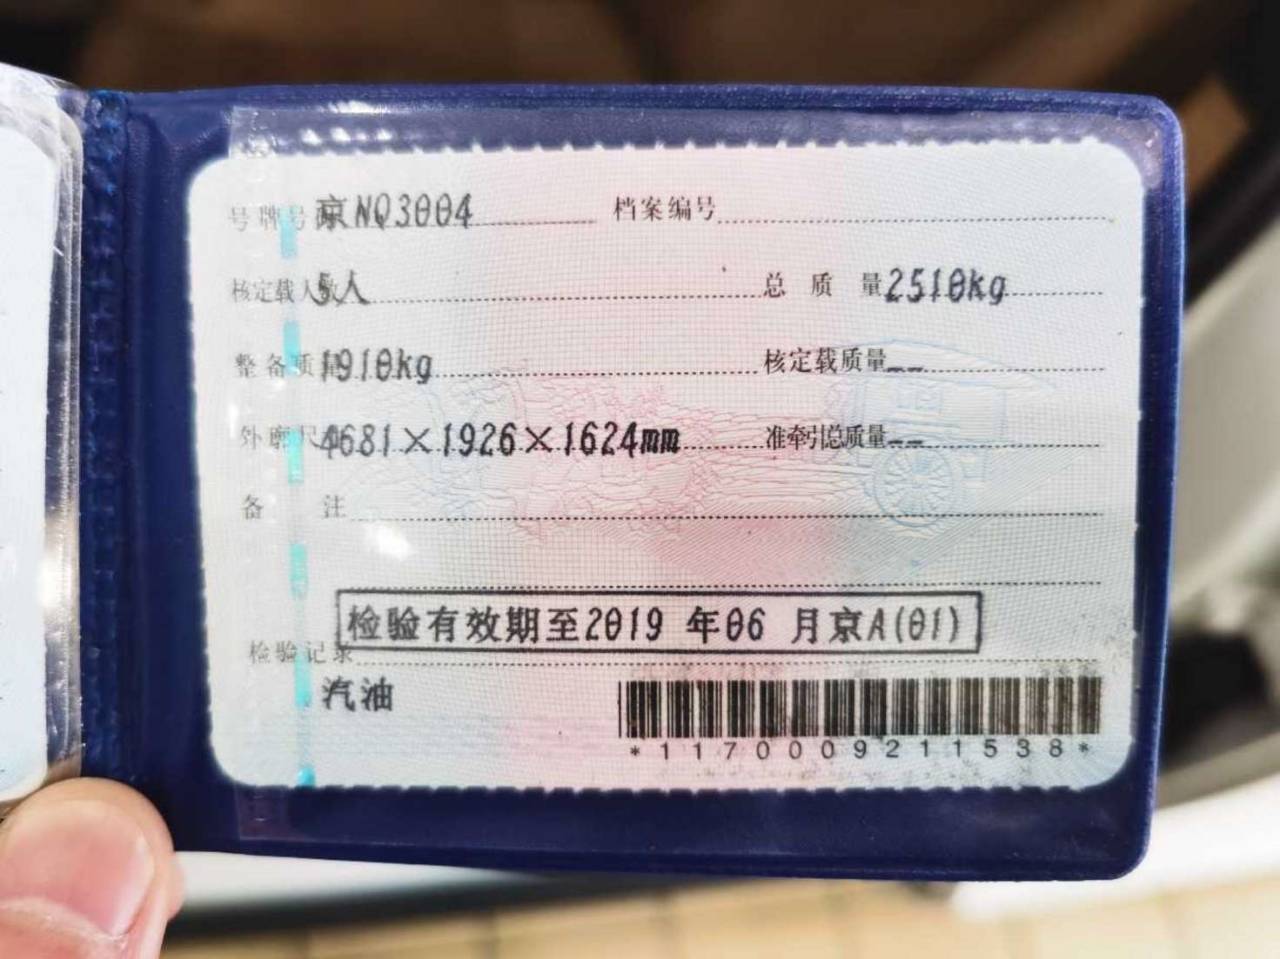 号牌号码 京NQ3004 档案编号
核定载人数 5人 总质量 2510kg
整备质量 1910kg 核定载质量 --
外廓尺寸 4681×1926×1624mm 准牵引总质量 --
备注
检验有效期至2019 年06 月京A(01)
检验记录
汽油
*1170009211538*